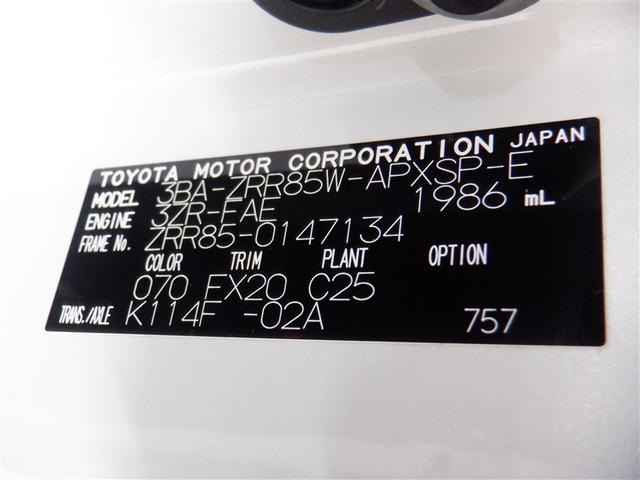 TOYOTA MOTOR CORPORATION JAPAN
MODEL 3BA-ZRR85W-APXSP-E
ENGINE 3ZR-FAE 1986 mL
FRAME No. ZRR85-0147134
COLOR TRIM PLANT OPTION
070 FX20 C25
TRANS./AXLE K114F -02A 757